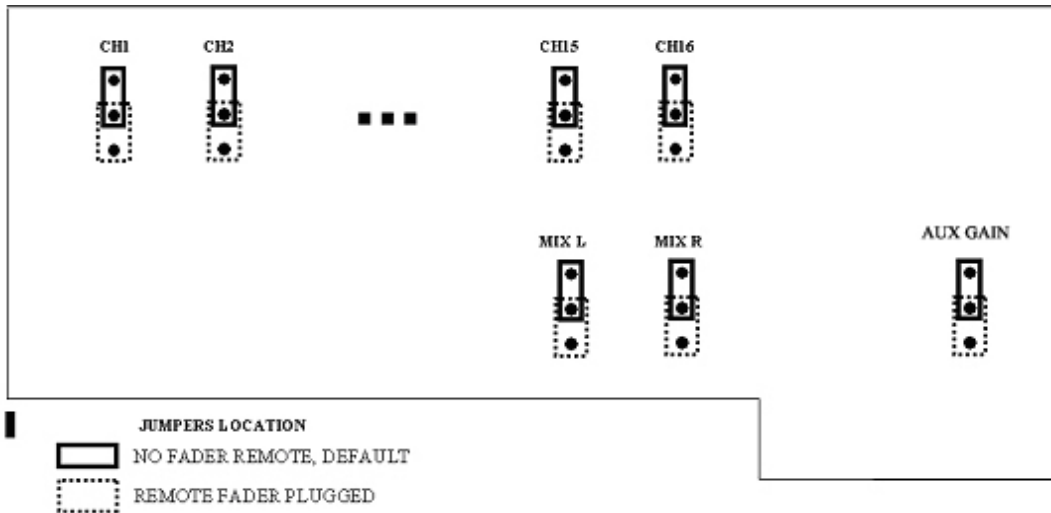 CH1 CH2 CH15 CH16
MIX L MIX R AUX GAIN
JUMPERS LOCATION
NO FADER REMOTE, DEFAULT
REMOTE FADER PLUGGED